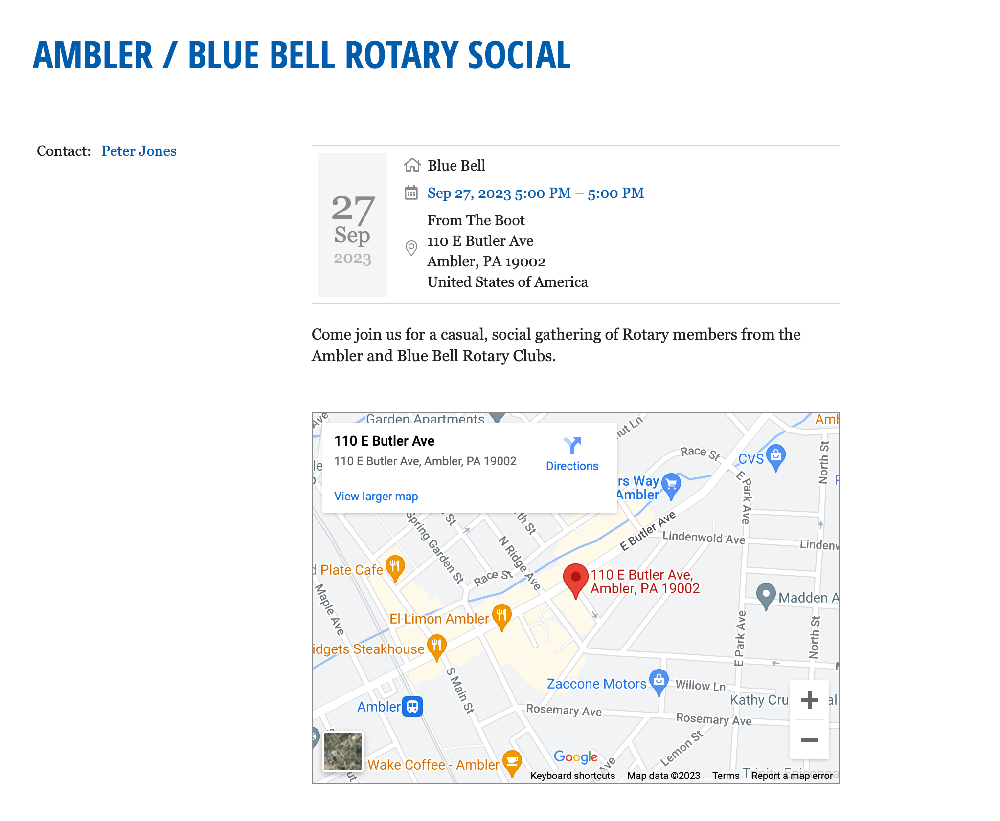 AMBLER / BLUE BELL ROTARY SOCIAL
Contact: Peter Jones
27
Sep
2023
Blue Bell
Sep 27, 2023 5:00 PM – 5:00 PM
From The Boot
110 E Butler Ave
Ambler, PA 19002
United States of America
Come join us for a casual, social gathering of Rotary members from the
Ambler and Blue Bell Rotary Clubs.
Ave
Garden Apartments
Amb
110 E Butler Ave
110 E Butler Ave, Ambler, PA 19002
Directions
View larger map
Race St
CVS
North St
E Park Ave
rs Way
Ambler
St
Spring Garden St
N Ridge Ave
E Butler Ave
Lindenwold Ave
Lindenw
d Plate Cafe
Race St
110 E Butler Ave,
Ambler, PA 19002
Maple Ave
Madden A
El Limon Ambler
idgets Steakhouse
E Park Ave
North St
S Main St
Zaccone Motors
Willow Ln
Kathy Cru
al
Ambler
Rosemary Ave
Rosemary Ave
Lemon St
Wake Coffee - Ambler
Google
Ave
Keyboard shortcuts
Map data ©2023
Terms
Report a map error